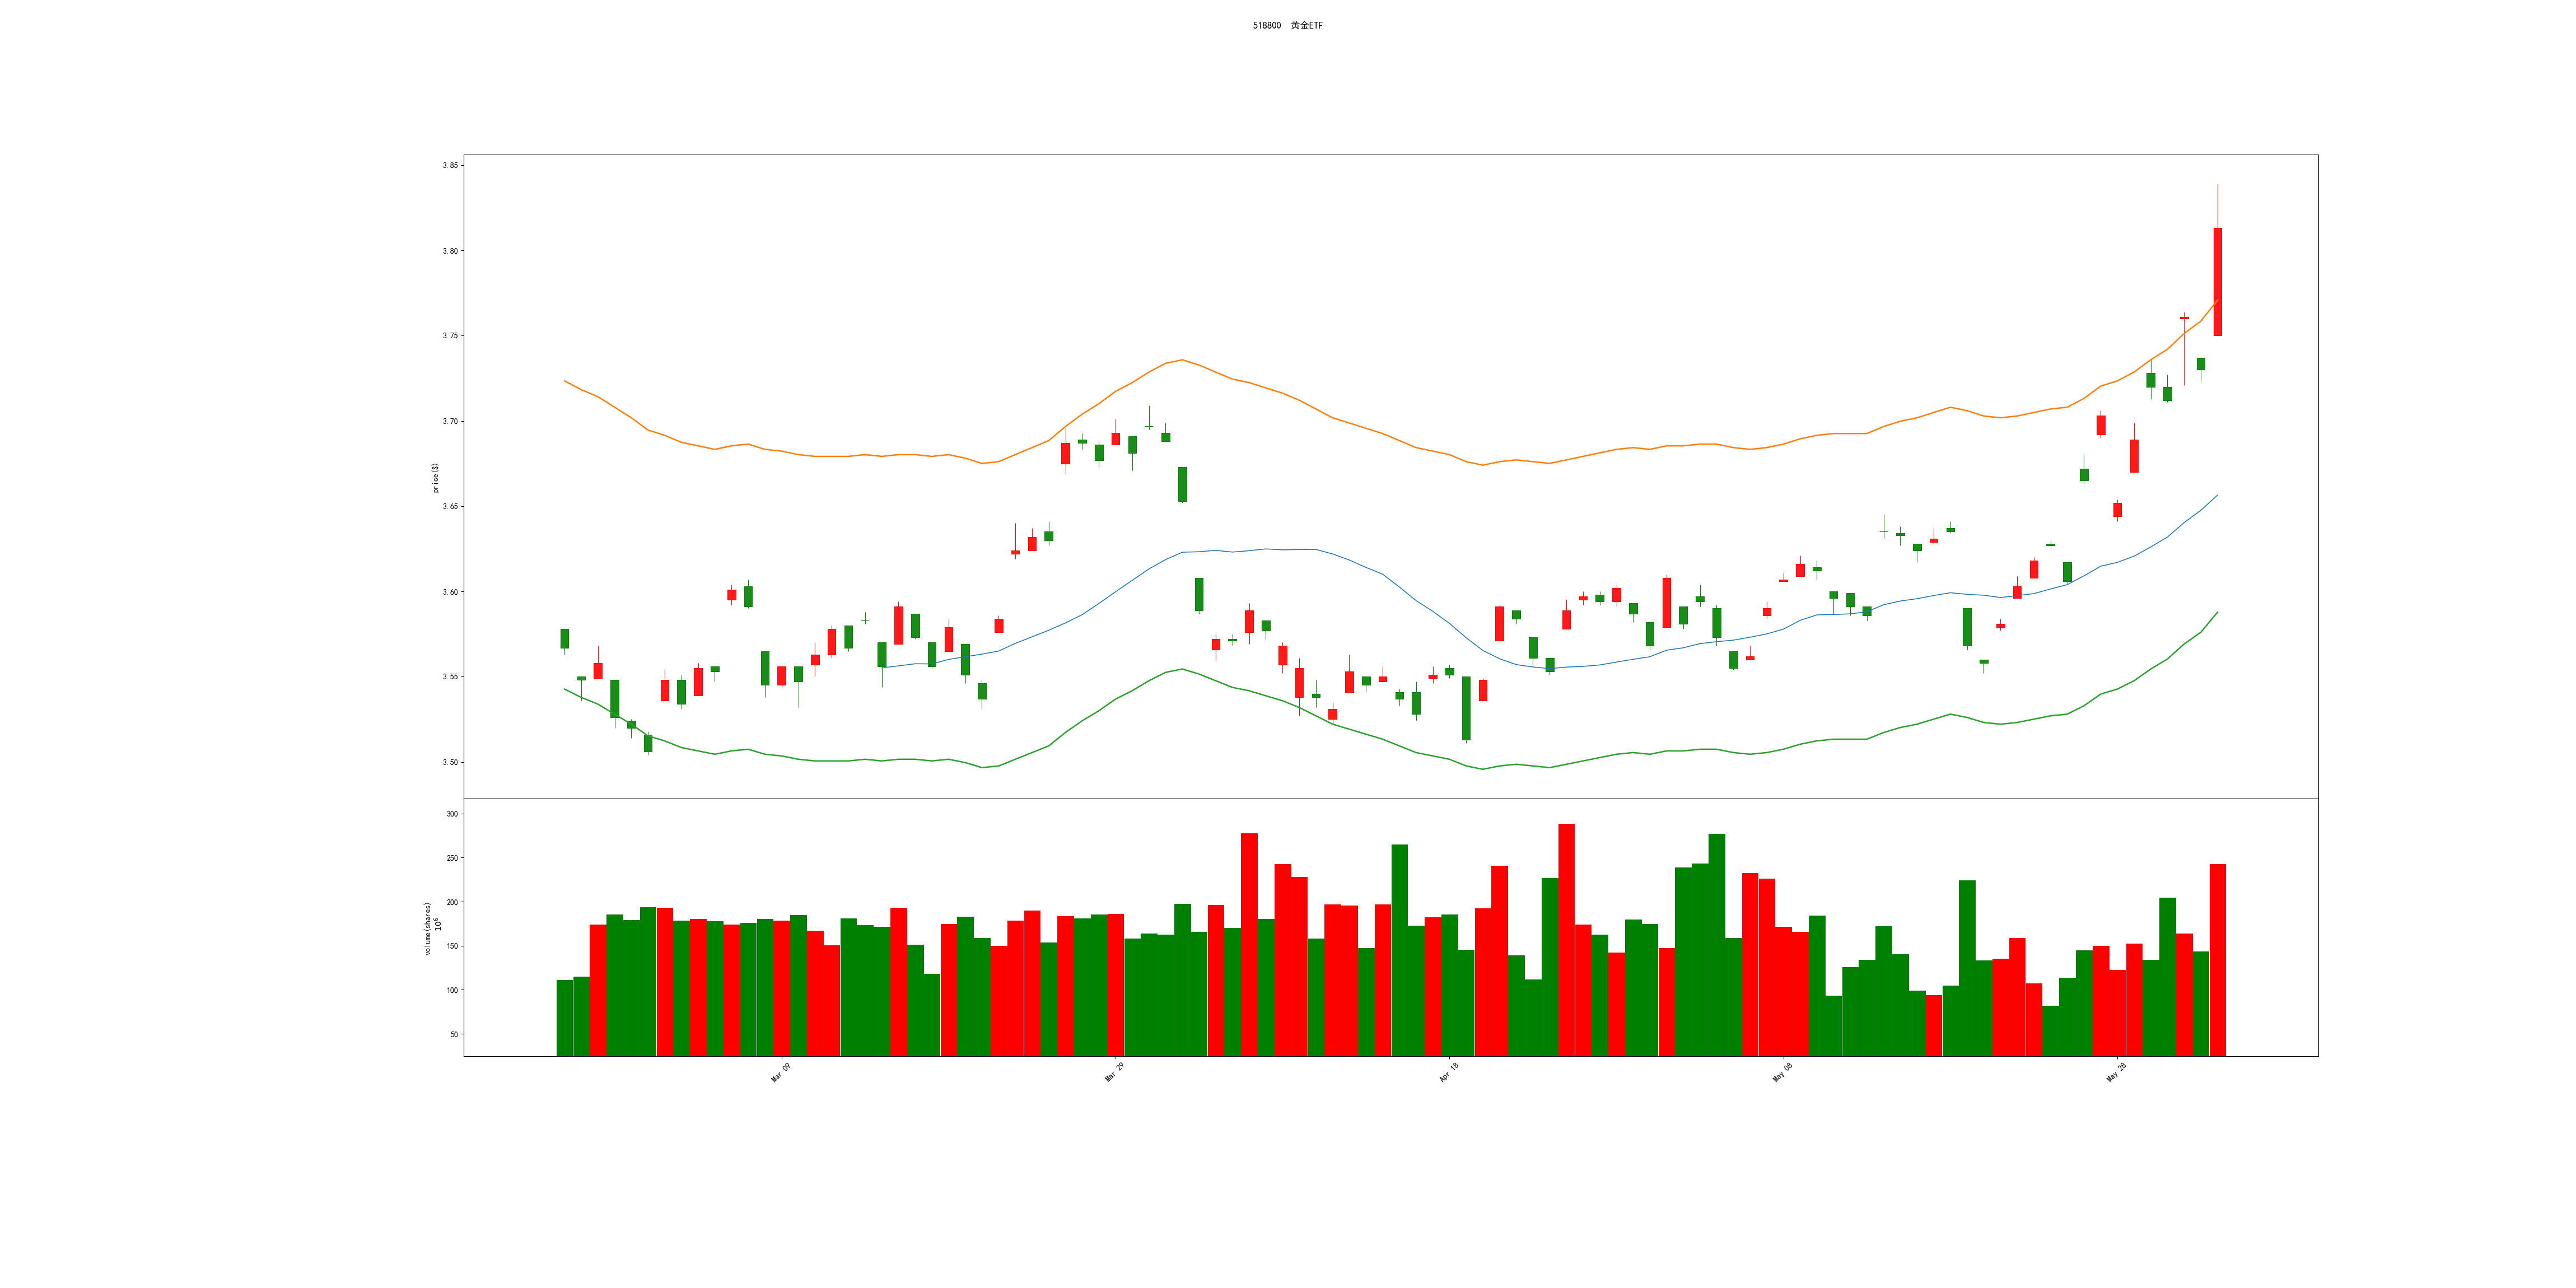 518800 黄金ETF
3.85
3.80
3.75
3.70
3.65
3.60
3.55
3.50
price($)
300
250
200
150
100
50
volume(shares)
10^6
Mar 09
Mar 29
Apr 18
May 08
May 28